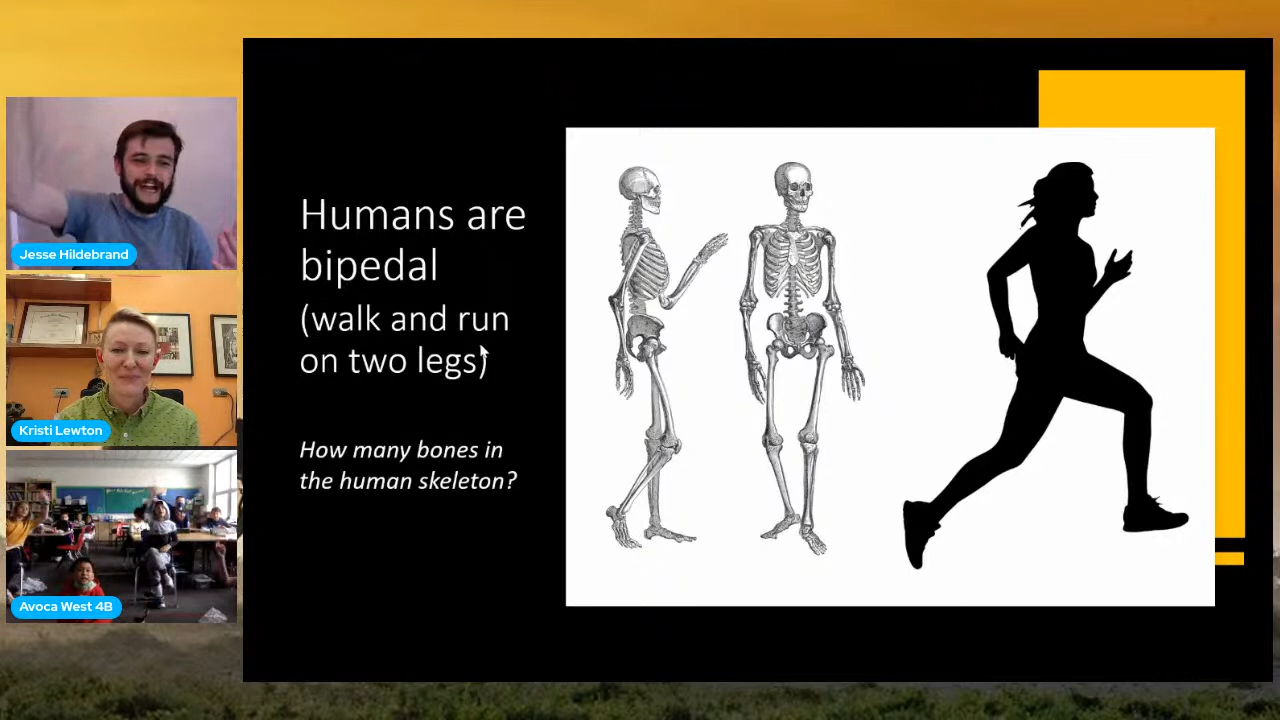 Jesse Hildebrand
Kristi Lewton
Avoca West 4B
Humans are
bipedal
(walk and run
on two legs)
How many bones in
the human skeleton?